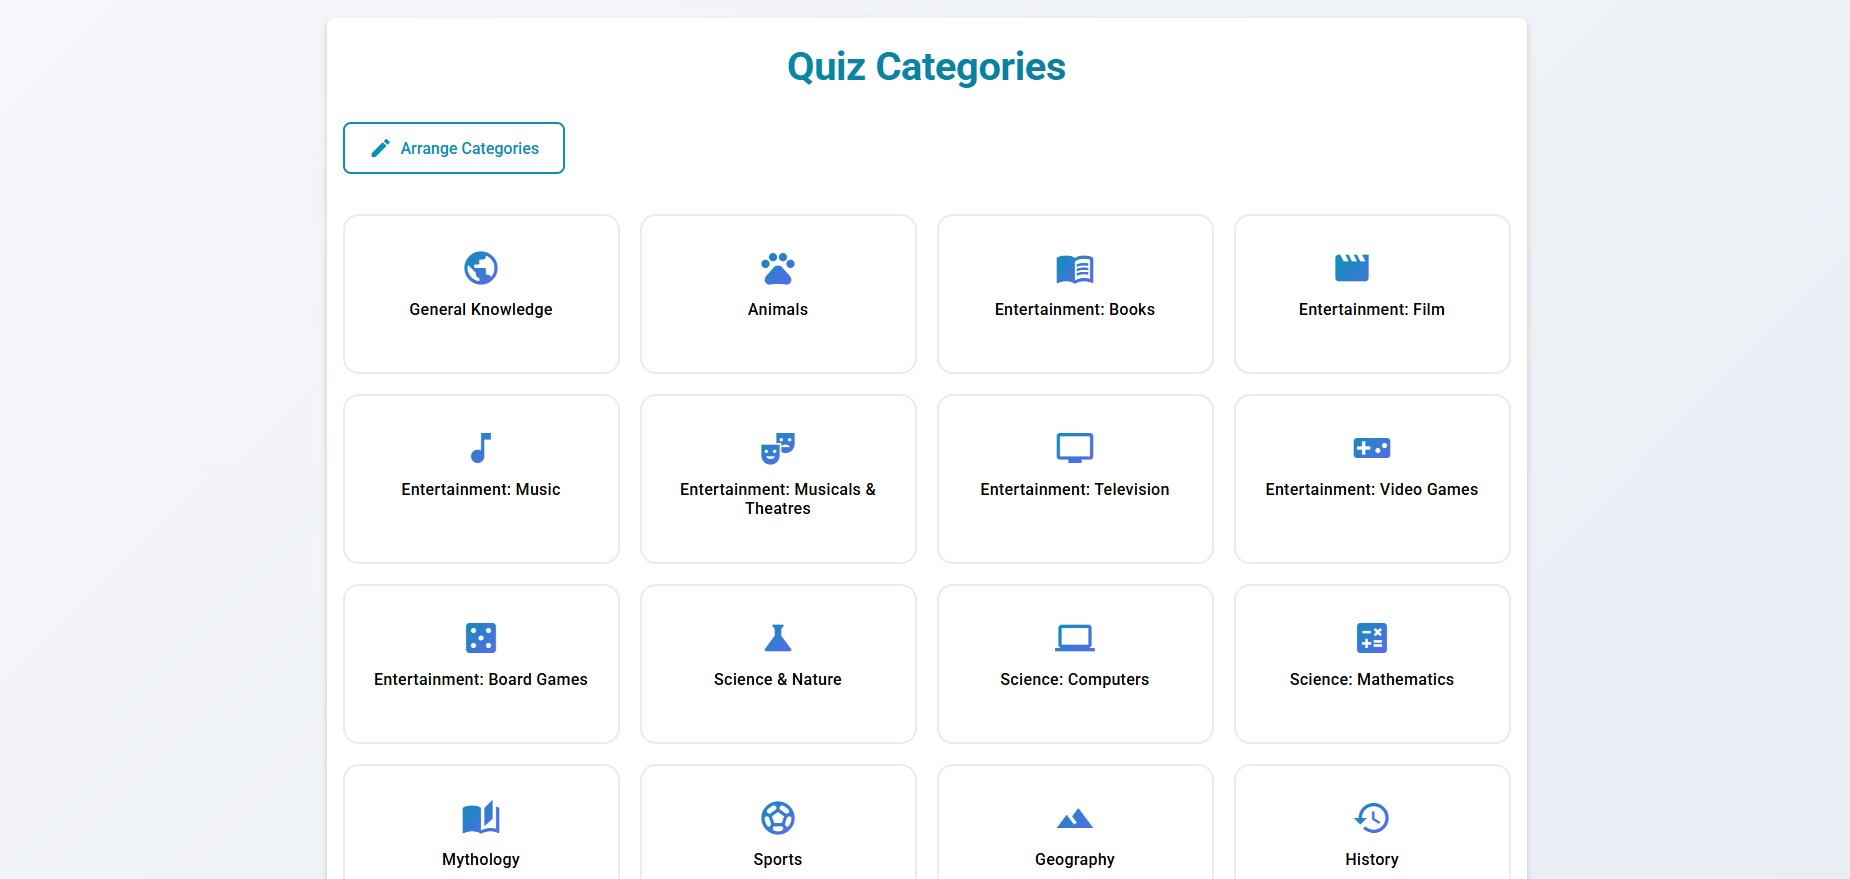 Quiz Categories
Arrange Categories
General Knowledge
Animals
Entertainment: Books
Entertainment: Film
Entertainment: Music
Entertainment: Musicals &
Theatres
Entertainment: Television
Entertainment: Video Games
Entertainment: Board Games
Science & Nature
Science: Computers
Science: Mathematics
Mythology
Sports
Geography
History